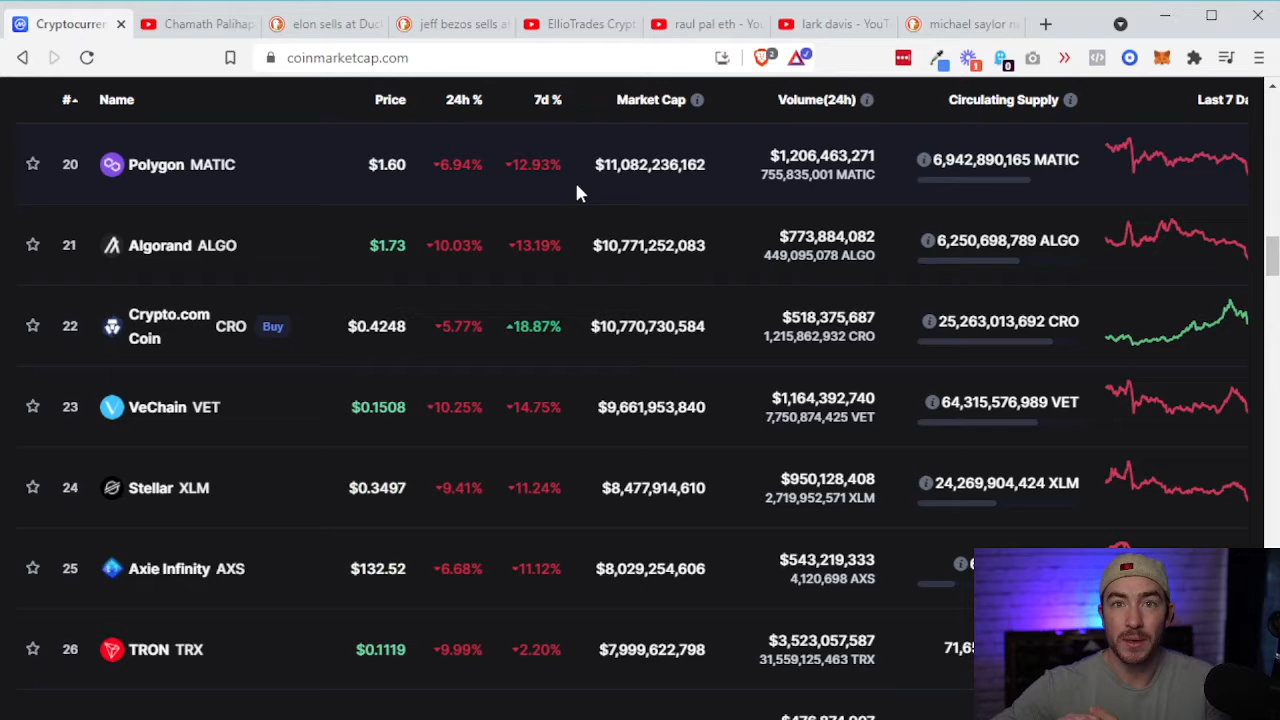 Cryptocurren
Chamath Palihap
elon sells at Duc
jeff bezos sells a
EllioTrades Crypt
raul pal eth - You
lark davis - YouT
michael saylor n
coinmarketcap.com
2
1
0
# Name Price 24h % 7d % Market Cap Volume(24h) Circulating Supply Last 7 Da
20 Polygon MATIC $1.60 6.94% 12.93% $11,082,236,162 $1,206,463,271 6,942,890,165 MATIC
755,835,001 MATIC
21 Algorand ALGO $1.73 10.03% 13.19% $10,771,252,083 $773,884,082 6,250,698,789 ALGO
449,095,078 ALGO
22 Crypto.com Coin CRO Buy $0.4248 5.77% 18.87% $10,770,730,584 $518,375,687 25,263,013,692 CRO
1,215,862,932 CRO
23 VeChain VET $0.1508 10.25% 14.75% $9,661,953,840 $1,164,392,740 64,315,576,989 VET
7,750,874,425 VET
24 Stellar XLM $0.3497 9.41% 11.24% $8,477,914,610 $950,128,408 24,269,904,424 XLM
2,719,952,571 XLM
25 Axie Infinity AXS $132.52 6.68% 11.12% $8,029,254,606 $543,219,333
4,120,698 AXS
26 TRON TRX $0.1119 9.99% 2.20% $7,999,622,798 $3,523,057,587
31,559,125,463 TRX